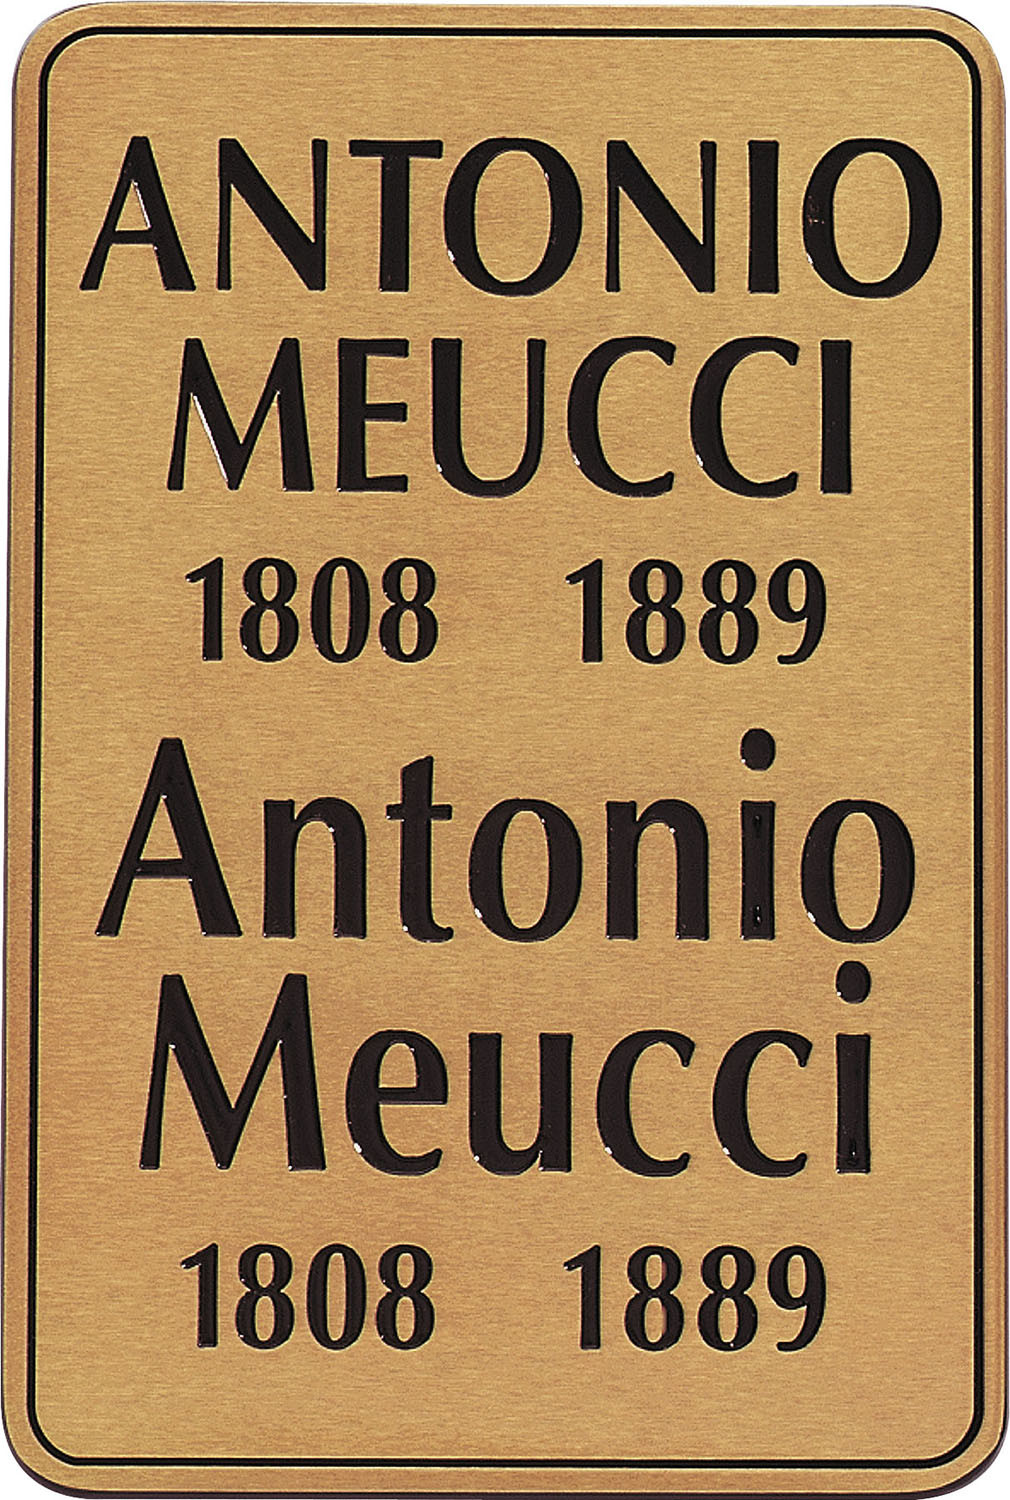 ANTONIO
MEUCCI
1808 1889
Antonio
Meucci
1808 1889